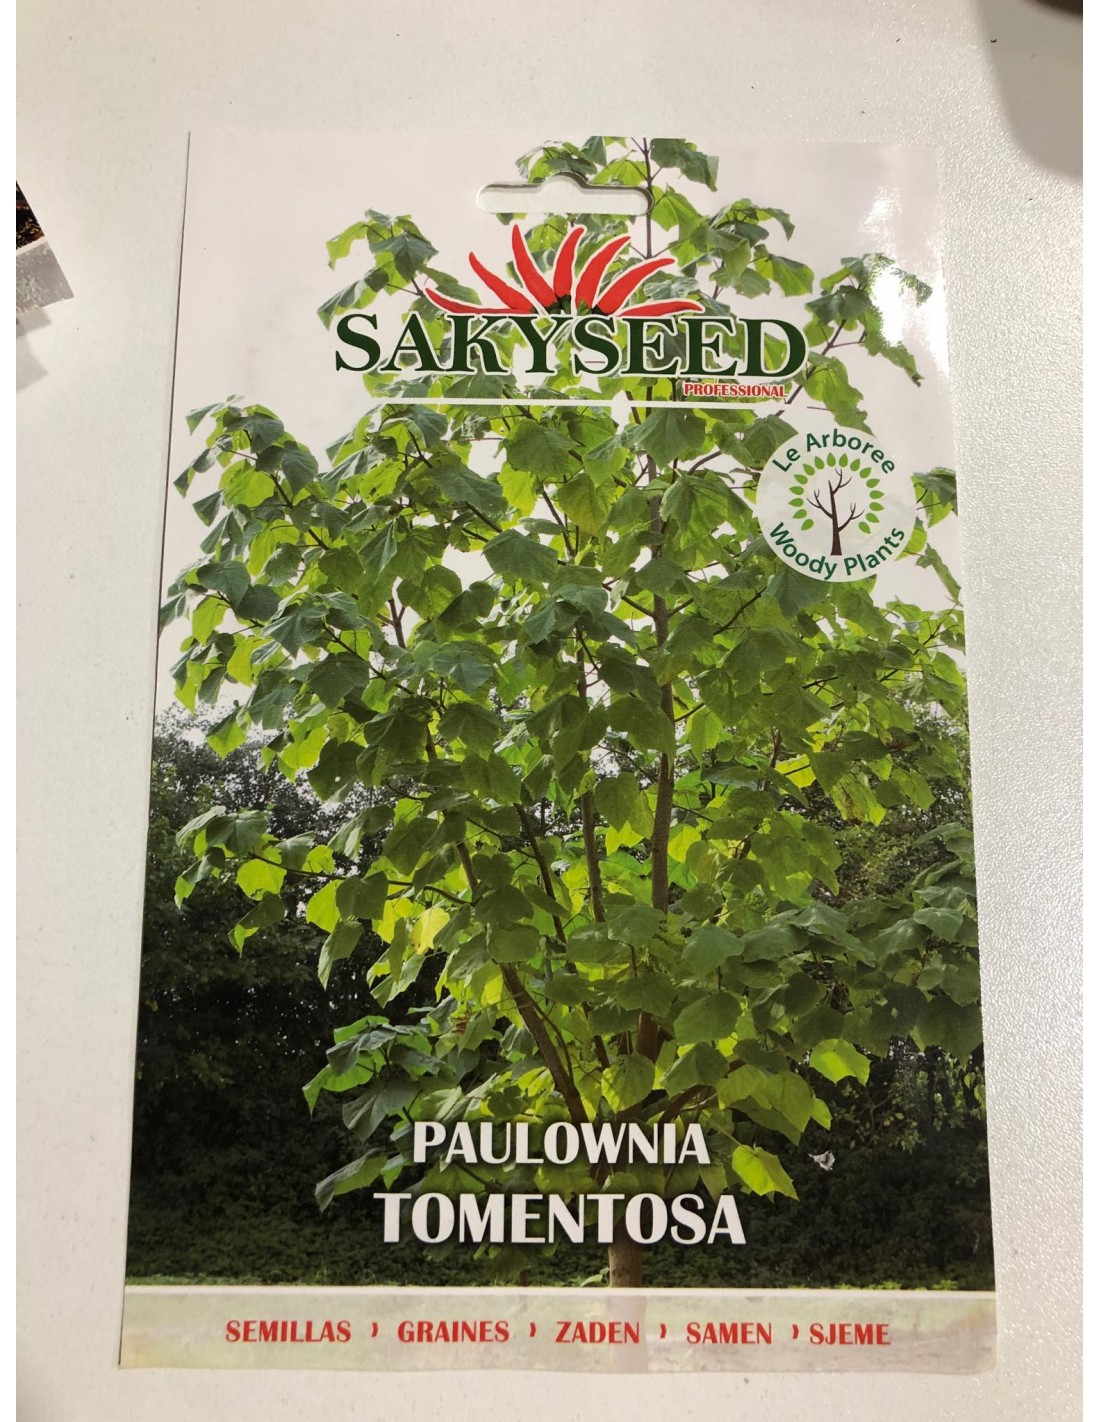 SAKYSEED
PROFESSIONAL
Le Arboree
Woody Plants
PAULOWNIA
TOMENTOSA
SEMILLAS › GRAINES › ZADEN › SAMEN › SJEME